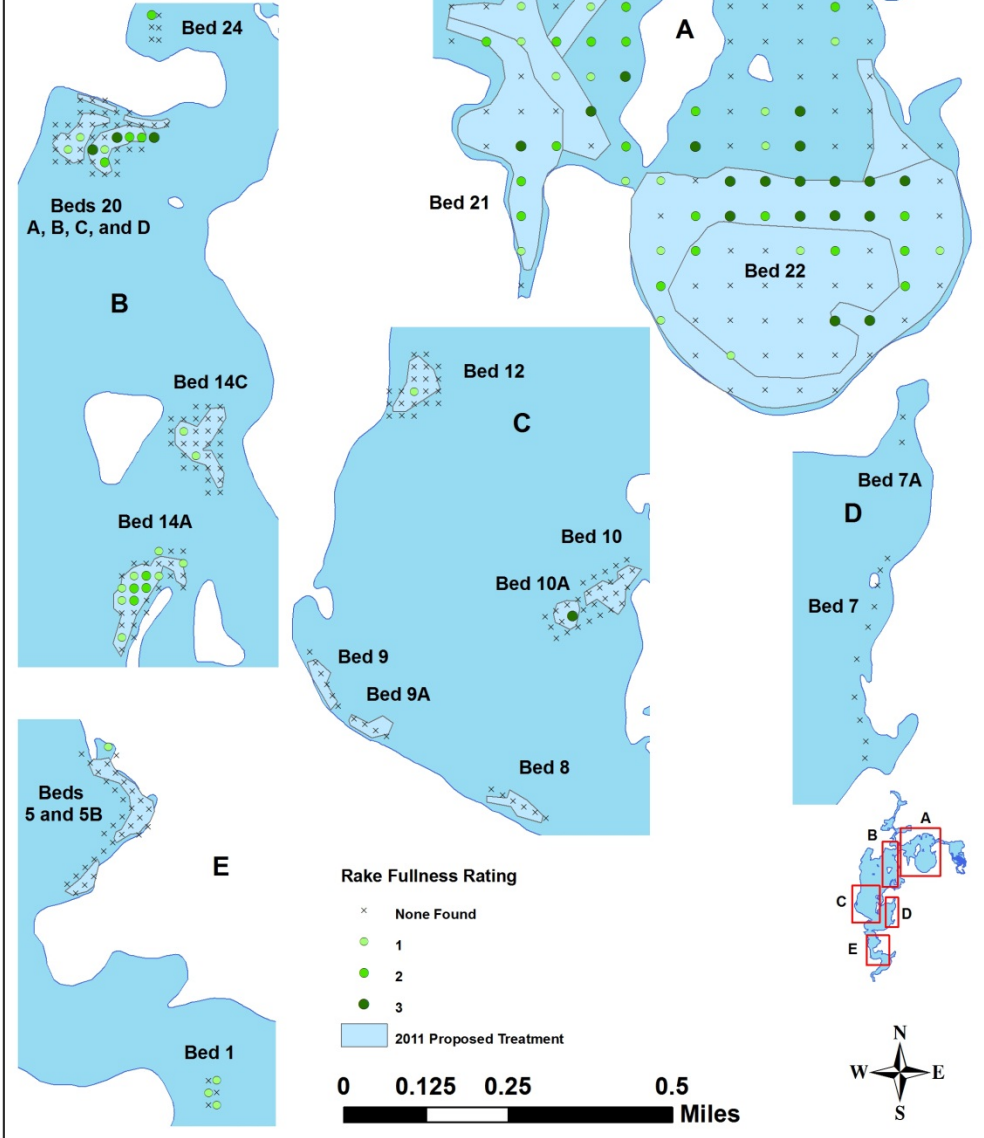 Bed 24
A
Beds 20
A, B, C, and D
Bed 21
B
Bed 22
Bed 14C
Bed 12
C
Bed 7A
D
Bed 14A
Bed 10
Bed 10A
Bed 7
Bed 9
Bed 9A
Bed 8
Beds
5 and 5B
E
Bed 1
Rake Fullness Rating
× None Found
1
2
3
2011 Proposed Treatment
0 0.125 0.25 0.5
Miles
A
B
C
D
E
N
W E
S